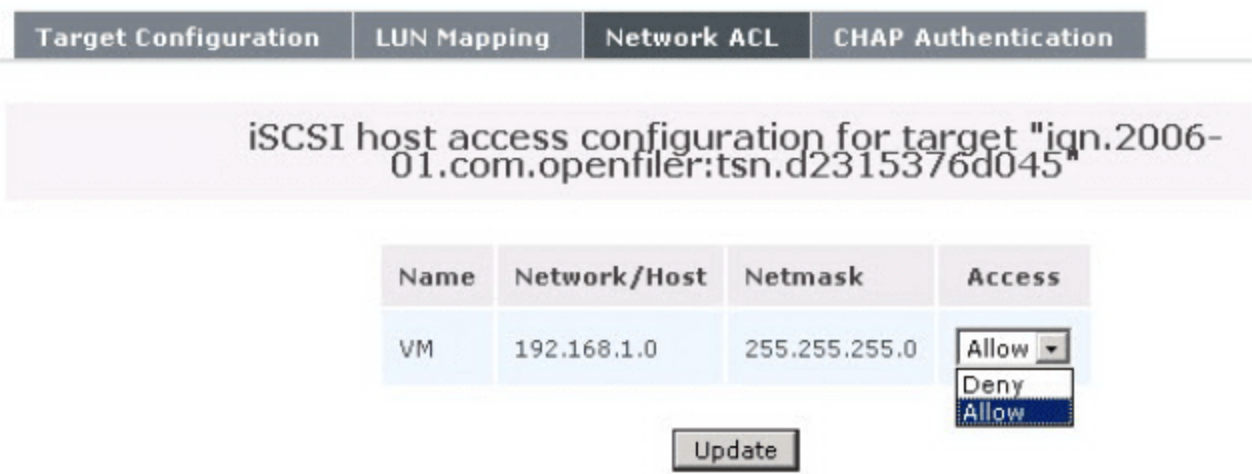 Target Configuration LUN Mapping Network ACL CHAP Authentication
iSCSI host access configuration for target "iqn.2006-
01.com.openfiler:tsn.d2315376d045"
Name Network/Host Netmask Access
VM 192.168.1.0 255.255.255.0 Allow
Deny
Allow
Update